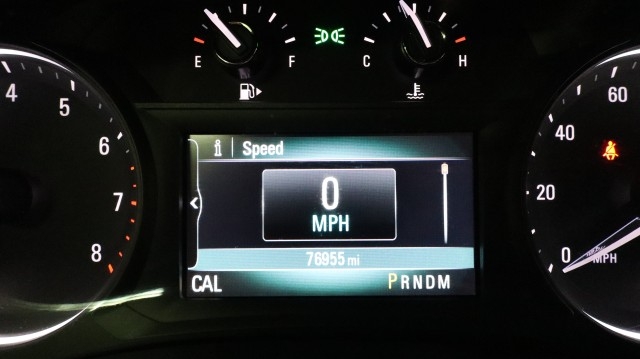 E F C H
4 5 6 7 8
i Speed
0
MPH
76955 mi
CAL PRNDM
60
40
20
0
MPH